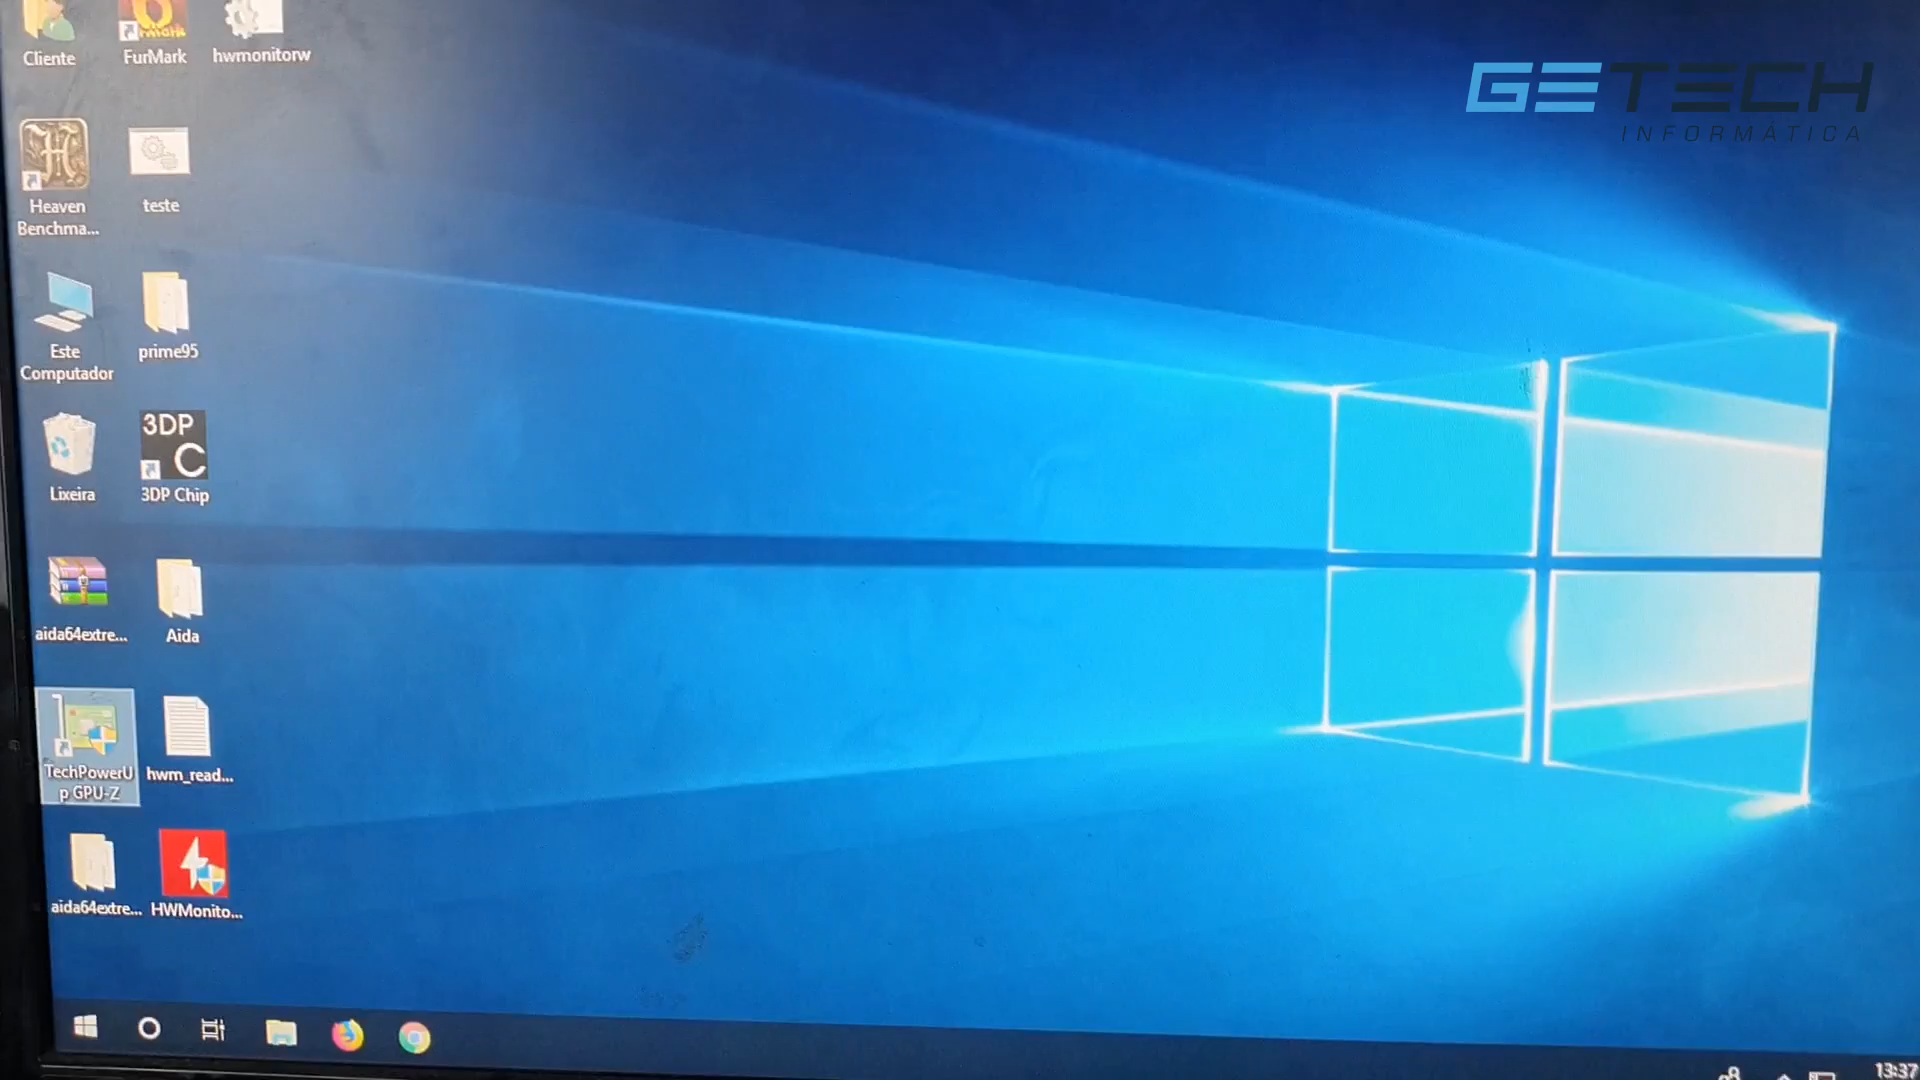 Cliente
FurMark
hwmonitorw
GETECH
INFORMÁTICA
Heaven
Benchma...
teste
Este
Computador
prime95
Lixeira
3DP
C
3DP Chip
aida64extre...
Aida
TechPowerU
p GPU-Z
hwm_read...
aida64extre...
HWMonito...
13:37